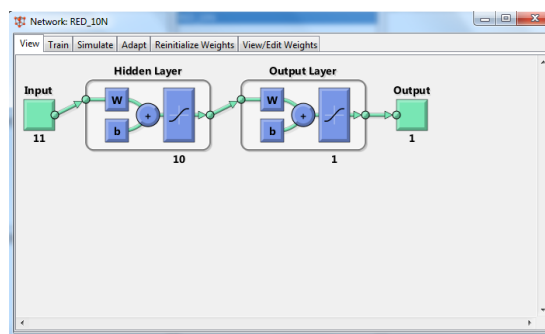 Network: RED_10N
View Train Simulate Adapt Reinitialize Weights View/Edit Weights
Hidden Layer Output Layer
Input Output
W W
+ +
b b
11 1
10 1